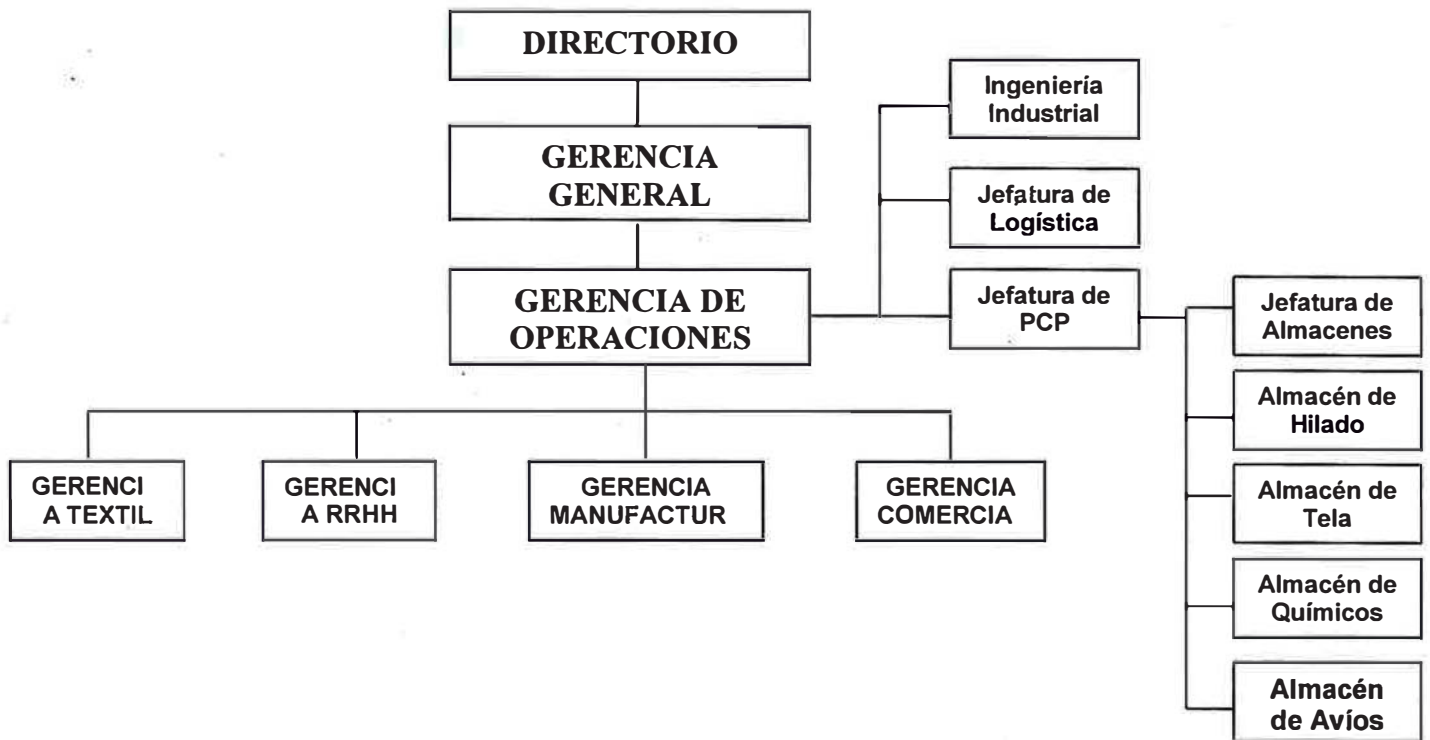 DIRECTORIO
GERENCIA
GENERAL
GERENCIA DE
OPERACIONES
Ingeniería
Industrial
Jefatura de
Logística
Jefatura de
PCP
Jefatura de
Almacenes
Almacén de
Hilado
Almacén de
Tela
Almacén de
Químicos
Almacén
de Avíos
GERENCI
A TEXTIL
GERENCI
A RRHH
GERENCIA
MANUFACTUR
GERENCIA
COMERCIA